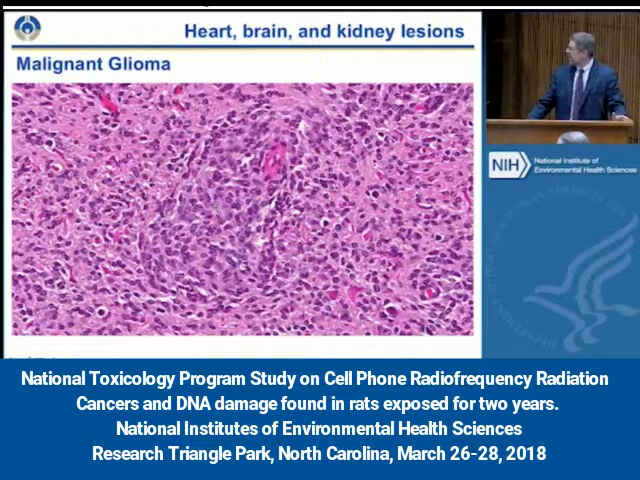 Heart, brain, and kidney lesions
Malignant Glioma
NIH
National Institute of
Environmental Health Sciences
National Toxicology Program Study on Cell Phone Radiofrequency Radiation
Cancers and DNA damage found in rats exposed for two years.
National Institutes of Environmental Health Sciences
Research Triangle Park, North Carolina, March 26-28, 2018